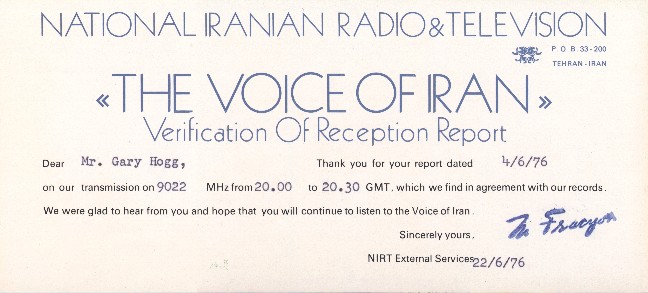 NATIONAL IRANIAN RADIO & TELEVISION
P O B. 33-200
TEHRAN-IRAN
«THE VOICE OF IRAN»
Verification Of Reception Report
Dear Mr. Gary Hogg, Thank you for your report dated 4/6/76
on our transmission on 9022 MHz from 20.00 to 20.30 GMT, which we find in agreement with our records.
We were glad to hear from you and hope that you will continue to listen to the Voice of Iran.
Sincerely yours,
NIRT External Services 22/6/76